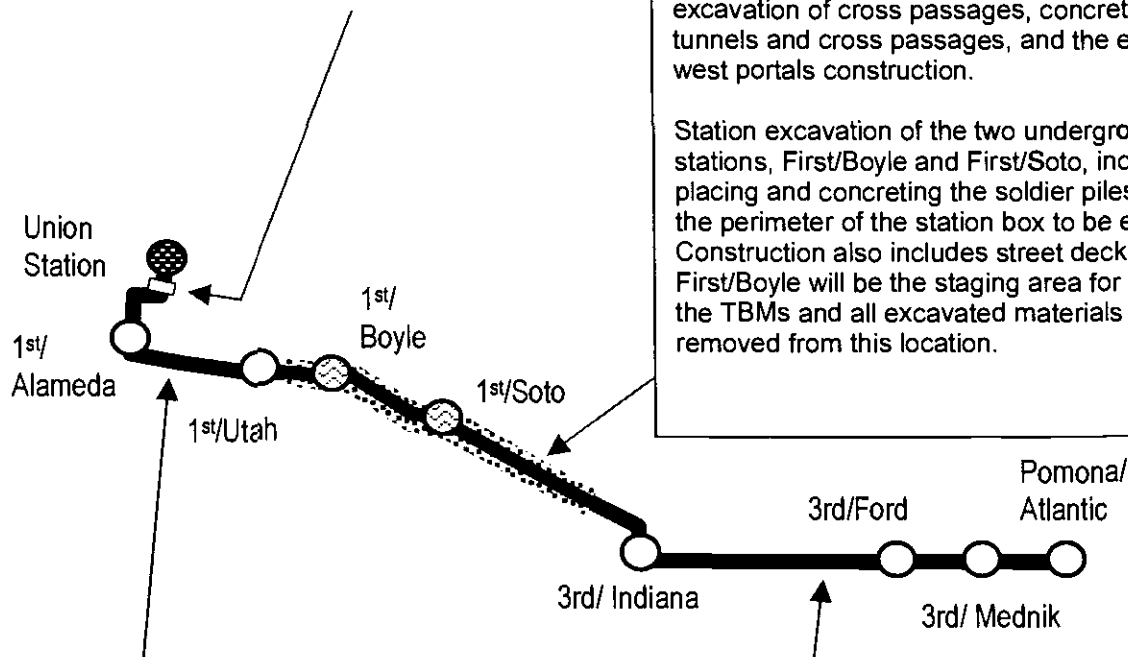 excavation of cross passages, concret
tunnels and cross passages, and the e
west portals construction.
Station excavation of the two undergro
stations, First/Boyle and First/Soto, inc
placing and concreting the soldier piles
the perimeter of the station box to be e
Construction also includes street deck
First/Boyle will be the staging area for
the TBMs and all excavated materials
removed from this location.
Union
Station
1st/
Alameda
1st/Utah
1st/
Boyle
1st/Soto
3rd/ Indiana
3rd/Ford
3rd/ Mednik
Pomona/
Atlantic